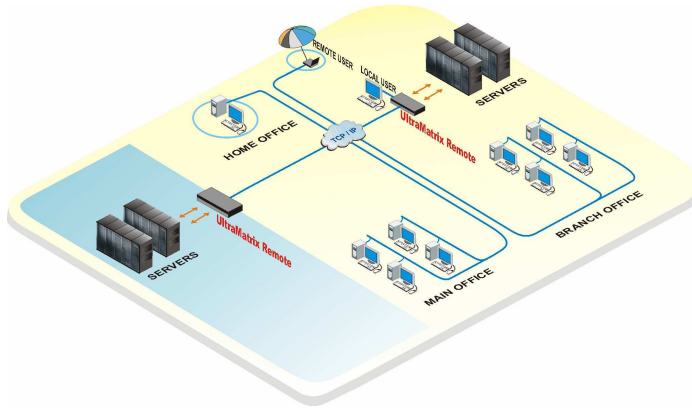 REMOTE USER
LOCAL USER
SERVERS
UltraMatrix Remote
HOME OFFICE
TCP / IP
UltraMatrix Remote
SERVERS
BRANCH OFFICE
MAIN OFFICE